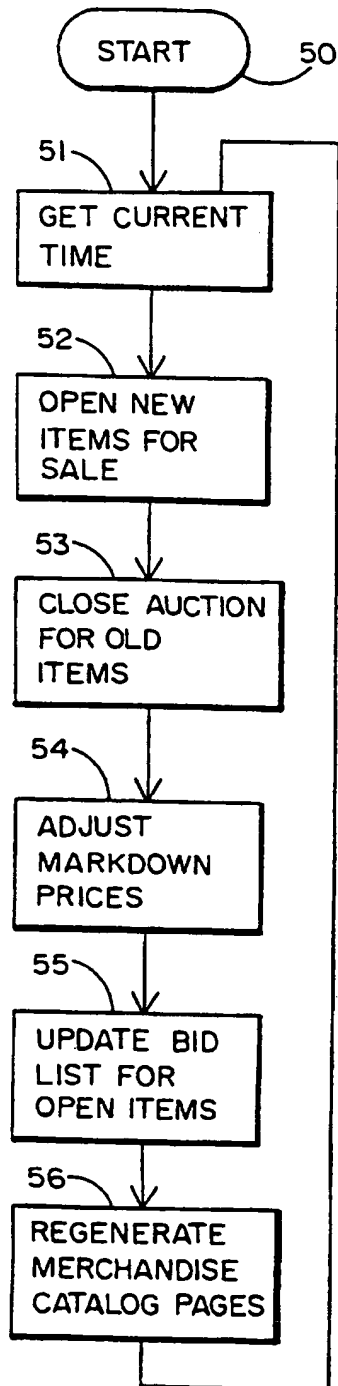 START
50
51
GET CURRENT
TIME
52
OPEN NEW
ITEMS FOR
SALE
53
CLOSE AUCTION
FOR OLD
ITEMS
54
ADJUST
MARKDOWN
PRICES
55
UPDATE BID
LIST FOR
OPEN ITEMS
56
REGENERATE
MERCHANDISE
CATALOG PAGES